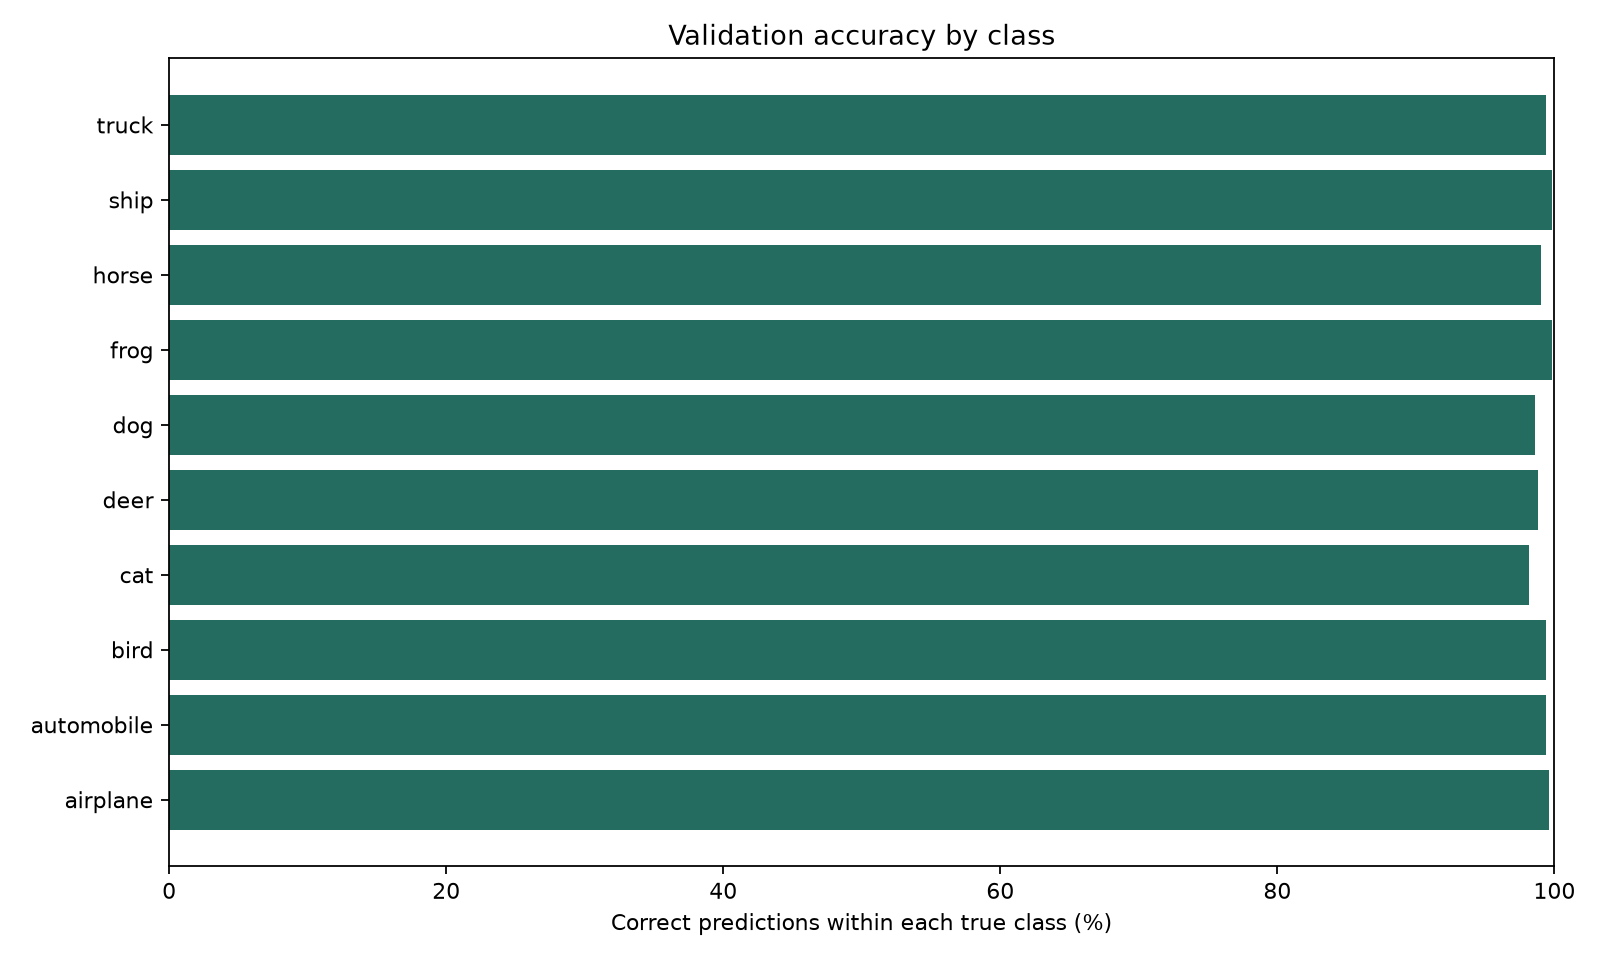 Validation accuracy by class
truck
ship
horse
frog
dog
deer
cat
bird
automobile
airplane
0 20 40 60 80 100
Correct predictions within each true class (%)